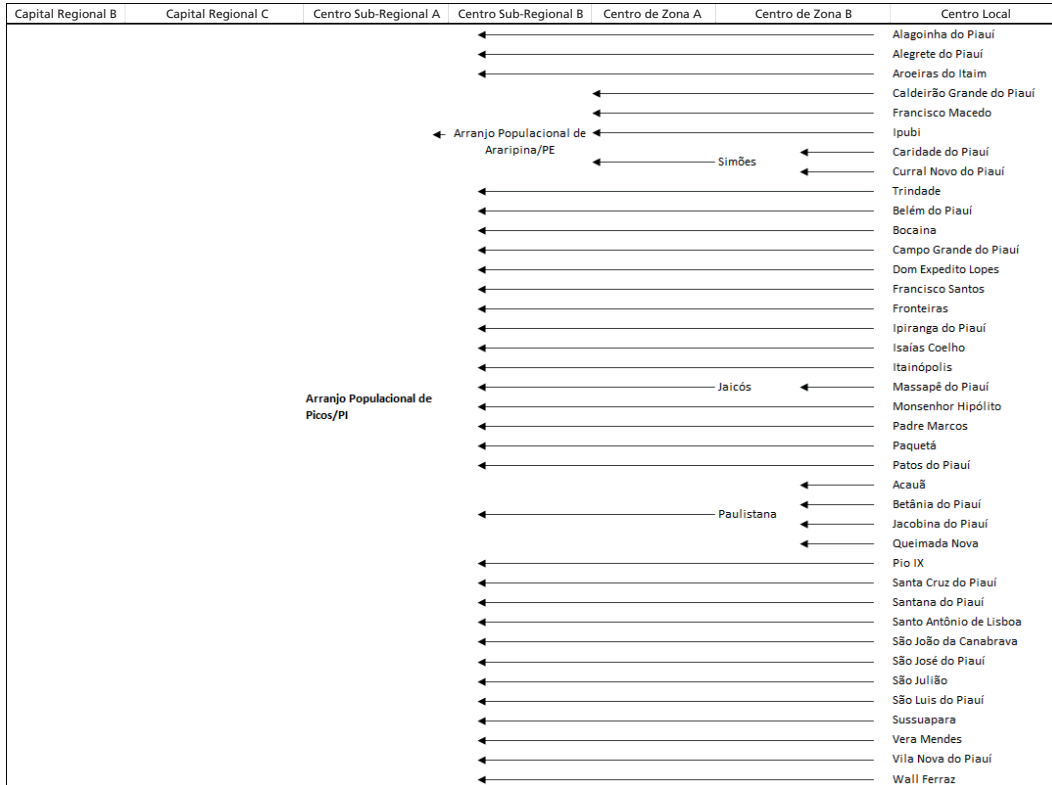 Capital Regional B Capital Regional C Centro Sub-Regional A Centro Sub-Regional B Centro de Zona A Centro de Zona B Centro Local
Alagoinha do Piauí
Alegrete do Piauí
Aroeiras do Itaim
Caldeirão Grande do Piauí
Francisco Macedo
Arranjo Populacional de Ipubi
Araripina/PE
Caridade do Piauí
Simões
Curral Novo do Piauí
Trindade
Belém do Piauí
Bocaina
Campo Grande do Piauí
Dom Expedito Lopes
Francisco Santos
Fronteiras
Ipiranga do Piauí
Isaías Coelho
Itainópolis
Jaicós Massapê do Piauí
Arranjo Populacional de
Picos/PI
Monsenhor Hipólito
Padre Marcos
Paquetá
Patos do Piauí
Acauã
Betânia do Piauí
Paulistana
Jacobina do Piauí
Queimada Nova
Pio IX
Santa Cruz do Piauí
Santana do Piauí
Santo Antônio de Lisboa
São João da Canabrava
São José do Piauí
São Julião
São Luis do Piauí
Sussuapara
Vera Mendes
Vila Nova do Piauí
Wall Ferraz